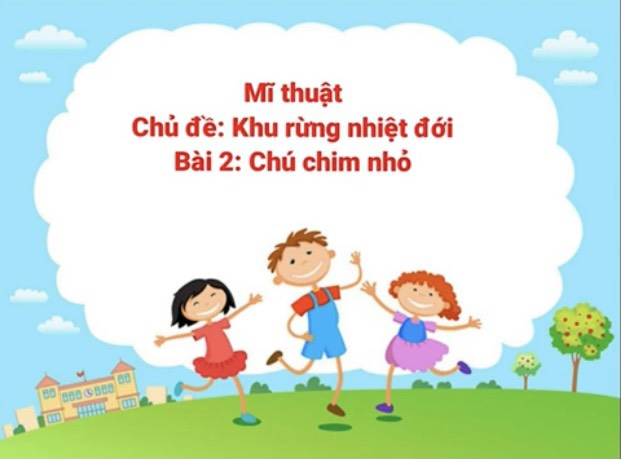 Mĩ thuật
Chủ đề: Khu rừng nhiệt đới
Bài 2: Chú chim nhỏ